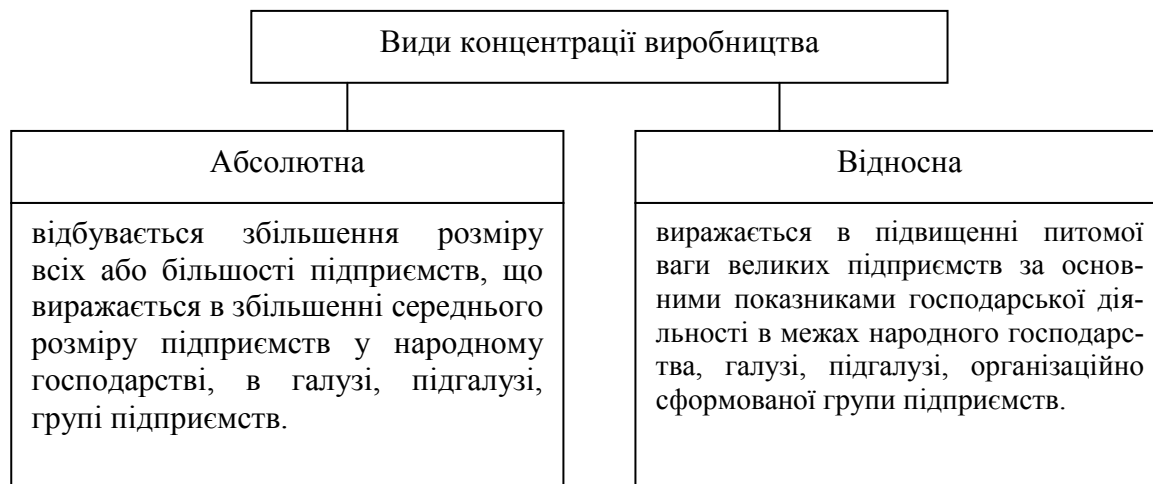 Види концентрації виробництва
Абсолютна
відбувається збільшення розміру
всіх або більшості підприємств, що
виражається в збільшенні середнього
розміру підприємств у народному
господарстві, в галузі, підгалузі,
групі підприємств.
Відносна
виражається в підвищенні питомої
ваги великих підприємств за основ-
ними показниками господарської дія-
льності в межах народного господарс-
тва, галузі, підгалузі, організаційно
сформованої групи підприємств.